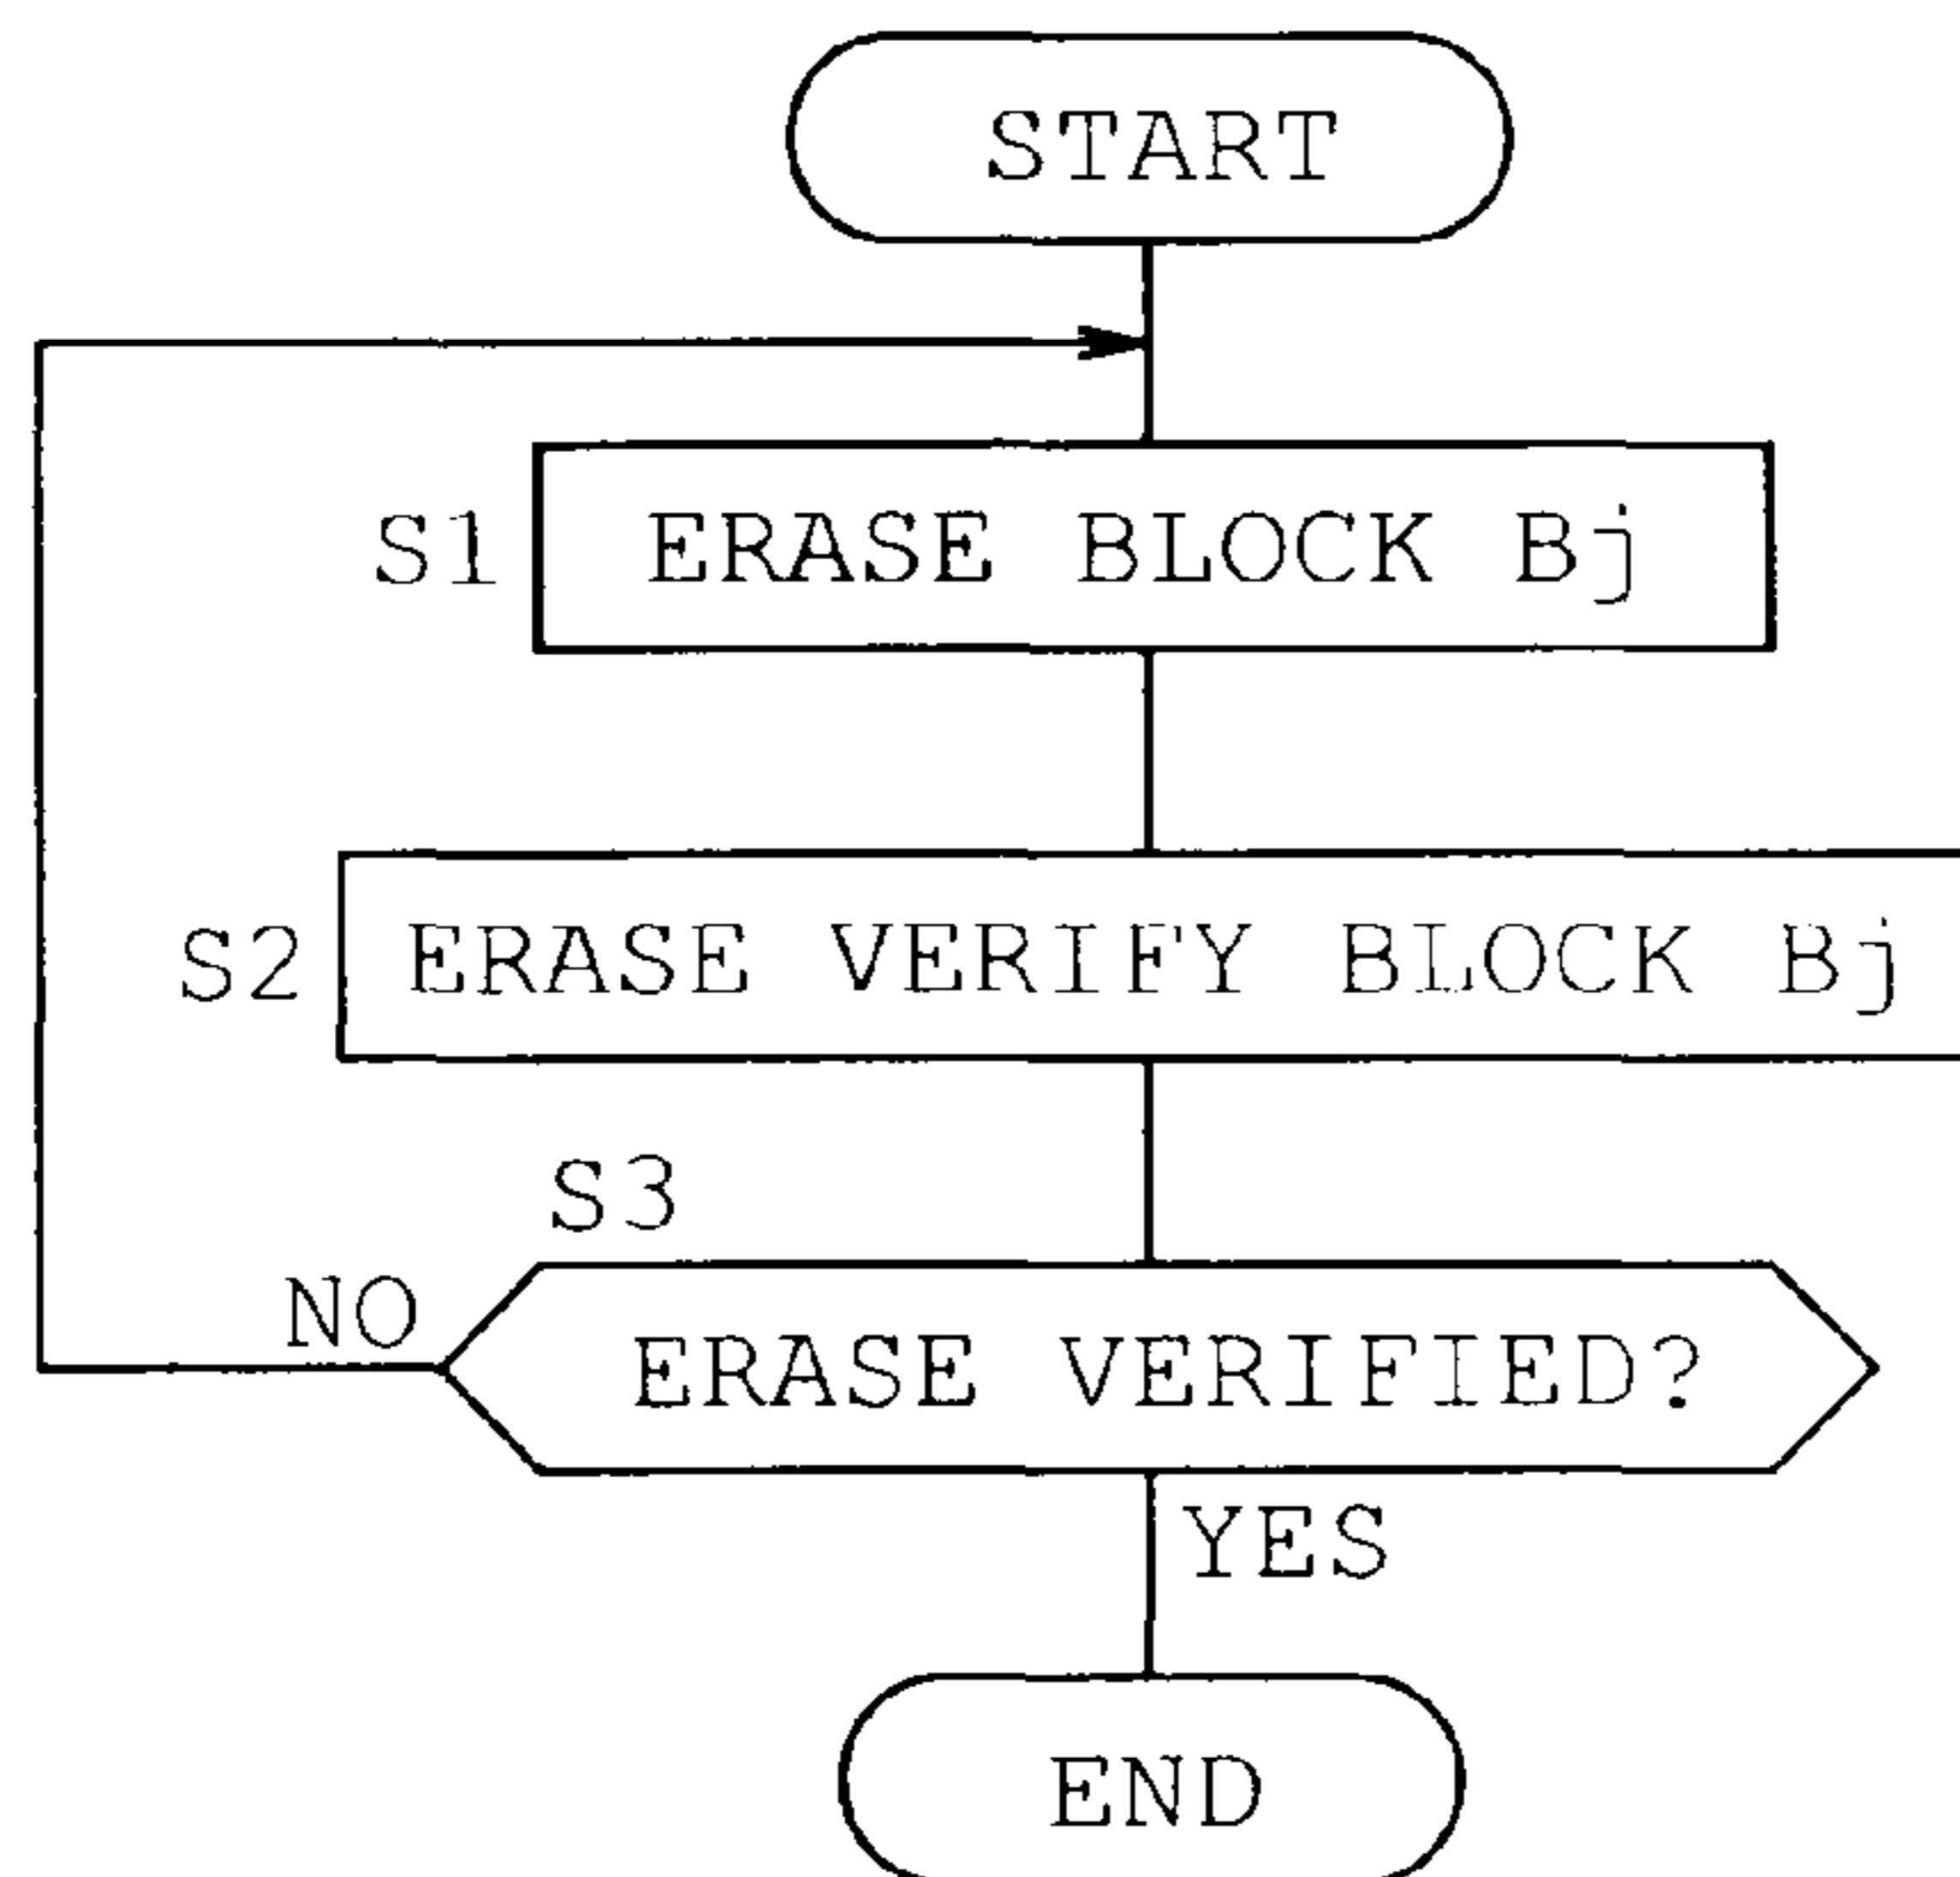 START
S1 ERASE BLOCK Bj
S2 ERASE VERIFY BLOCK Bj
S3
NO
ERASE VERIFIED?
YES
END